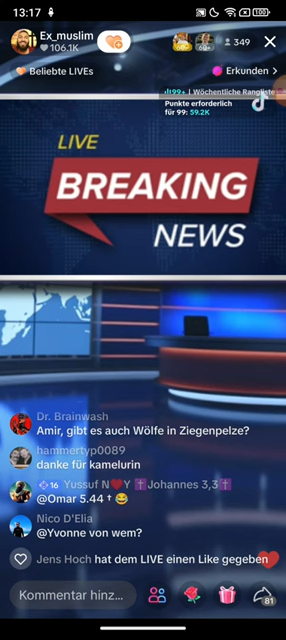 13:17
100
Ex_muslim
106.1K
349
Beliebte LIVEs
Erkunden
99+ | Wöchentliche Rangliste
Punkte erforderlich
für 99: 59.2K
LIVE
BREAKING
NEWS
Dr. Brainwash
Amir, gibt es auch Wölfe in Ziegenpelze?
hammertyp0089
danke für kamelurin
16 Yussuf N❤️Y ✝️Johannes 3,3✝️
@Omar 5.44✝ 😂
Nico D'Elia
@Yvonne von wem?
Jens Hoch hat dem LIVE einen Like gegeben
Kommentar hinz...
81